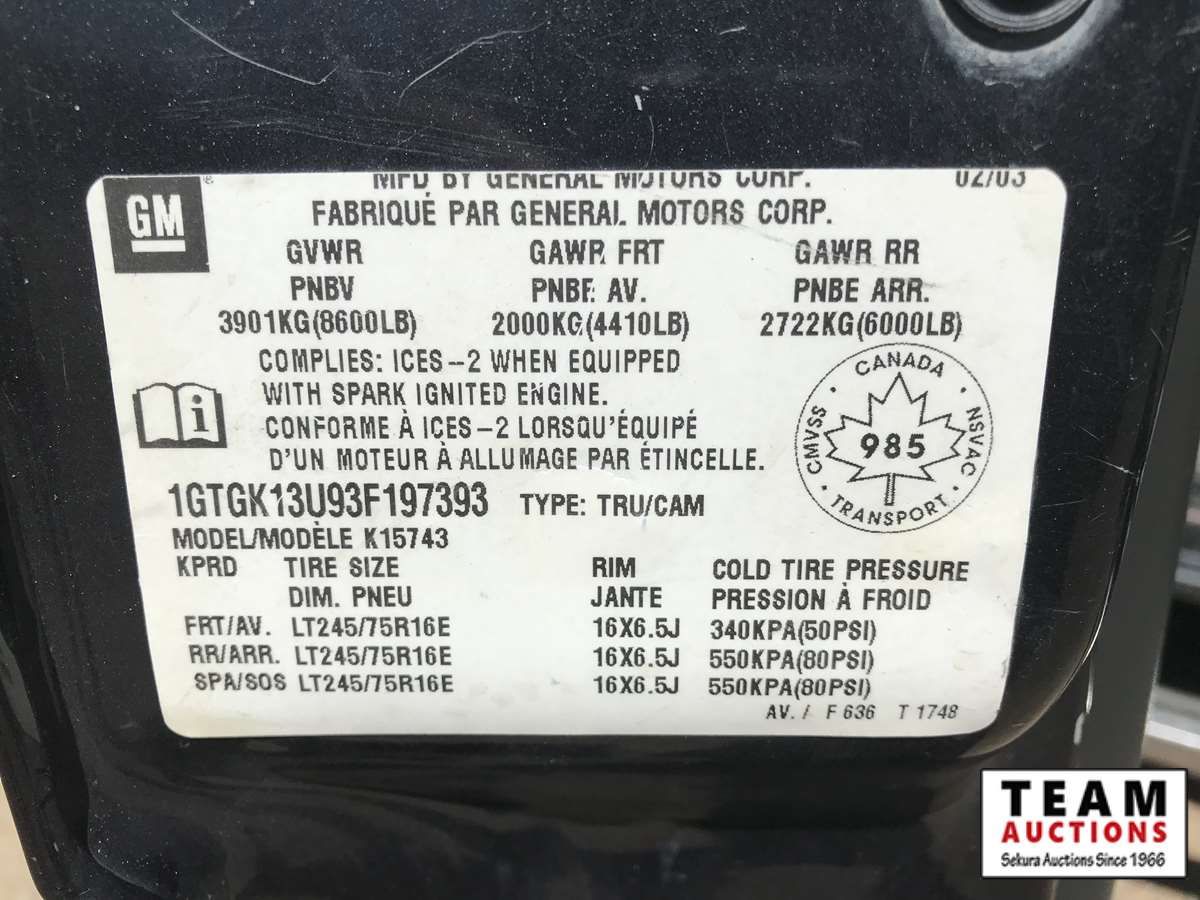 MFD BY GENERAL MOTORS CORP. 02/03
GM
FABRIQUÉ PAR GENERAL MOTORS CORP.
GVWR GAWR FRT GAWR RR
PNBV PNBE AV. PNBE ARR.
3901KG(8600LB) 2000KG(4410LB) 2722KG(6000LB)
COMPLIES: ICES-2 WHEN EQUIPPED
WITH SPARK IGNITED ENGINE.
CONFORME À ICES-2 LORSQU'ÉQUIPÉ
D'UN MOTEUR À ALLUMAGE PAR ÉTINCELLE.
CANADA
CMVSS 985 NSVAC
TRANSPORT
1GTGK13U93F197393 TYPE: TRU/CAM
MODEL/MODÈLE K15743
KPRD TIRE SIZE RIM COLD TIRE PRESSURE
DIM. PNEU JANTE PRESSION À FROID
FRT/AV. LT245/75R16E 16X6.5J 340KPA(50PSI)
RR/ARR. LT245/75R16E 16X6.5J 550KPA(80PSI)
SPA/SOS LT245/75R16E 16X6.5J 550KPA(80PSI)
F 636 T 1748
TEAM
AUCTIONS
Sekura Auctions Since 1966